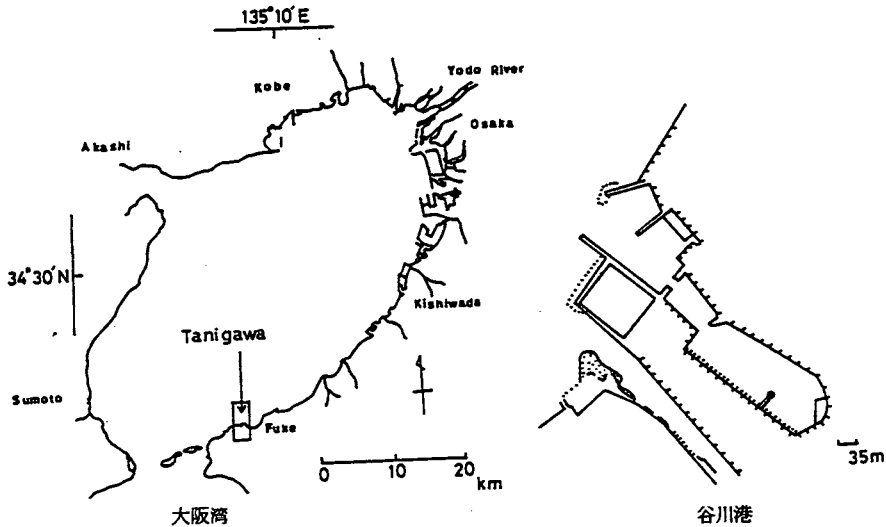 135°10′E
Yodo River
Kobe
Osaka
Akashi
34°30′N
Kishiwada
Tanigawa
Sumoto
Fuke
0 10 20
km
35m
大阪湾
谷川港